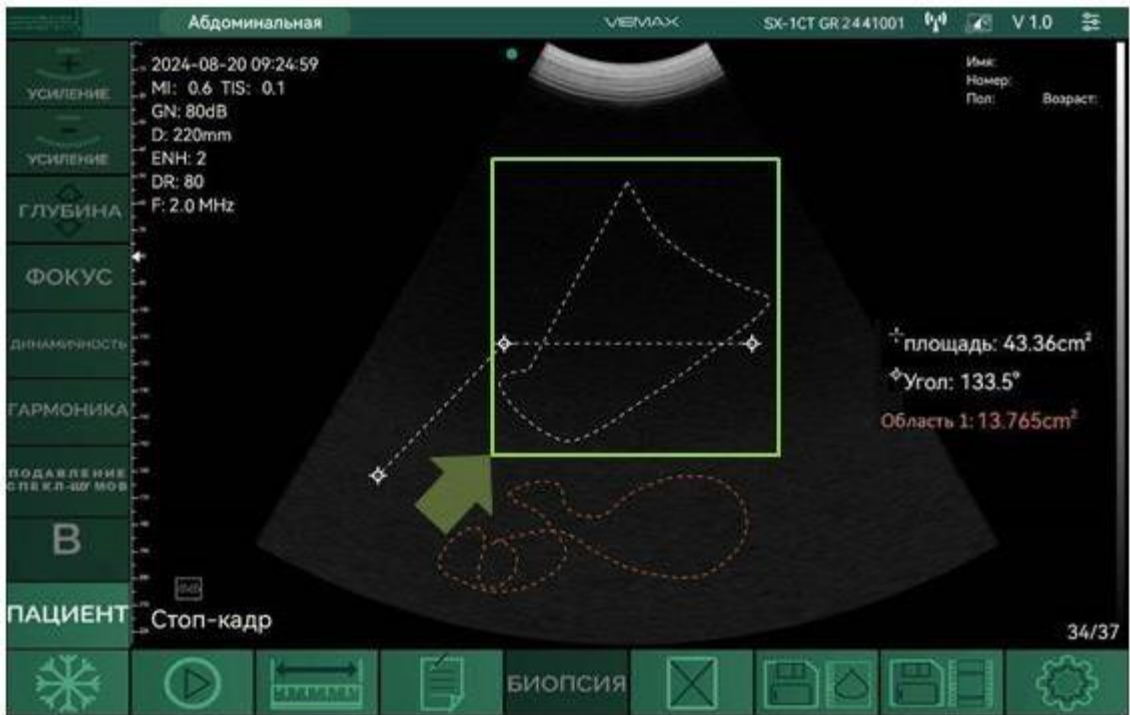 Абдоминальная
VIEMAX
SX-1CT GR 2441001
V 1.0
2024-08-20 09:24:59
MI: 0.6 TIS: 0.1
GN: 80dB
D: 220mm
ENH: 2
DR: 80
F: 2.0 MHz
Имя:
Номер:
Пол: Возраст:
УСИЛЕНИЕ
УСИЛЕНИЕ
ГЛУБИНА
ФОКУС
ДИНАМИЧНОСТЬ
ГАРМОНИКА
ПОДАВЛЕНИЕ
СПЕКЛ-ШУМОВ
B
ПАЦИЕНТ
площадь: 43.36cm²
Угол: 133.5°
Область 1: 13.765cm²
Стоп-кадр
34/37
БИОПСИЯ